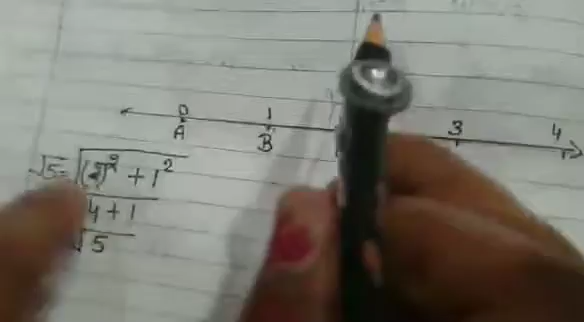 0 1 3 4
A B
√5 = √(2)² + 1²
√4 + 1
√5